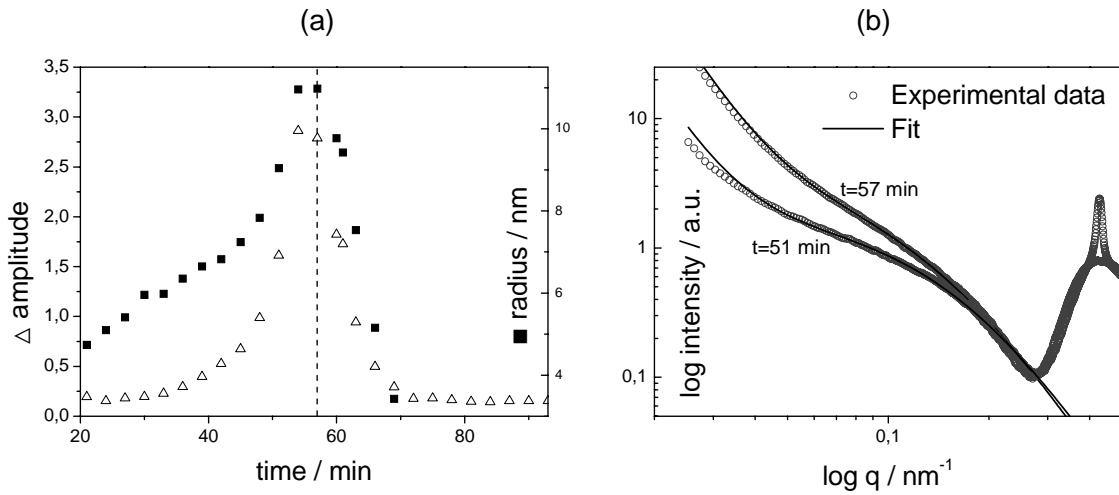 (a)
3,5
3,0
2,5
2,0
1,5
1,0
0,5
0,0
△ amplitude
20
40
60
80
time / min
10
8
6
4
■ radius / nm
(b)
10
1
0,1
log intensity / a.u.
○ Experimental data
Fit
t=57 min
t=51 min
0,1
log q / nm⁻¹